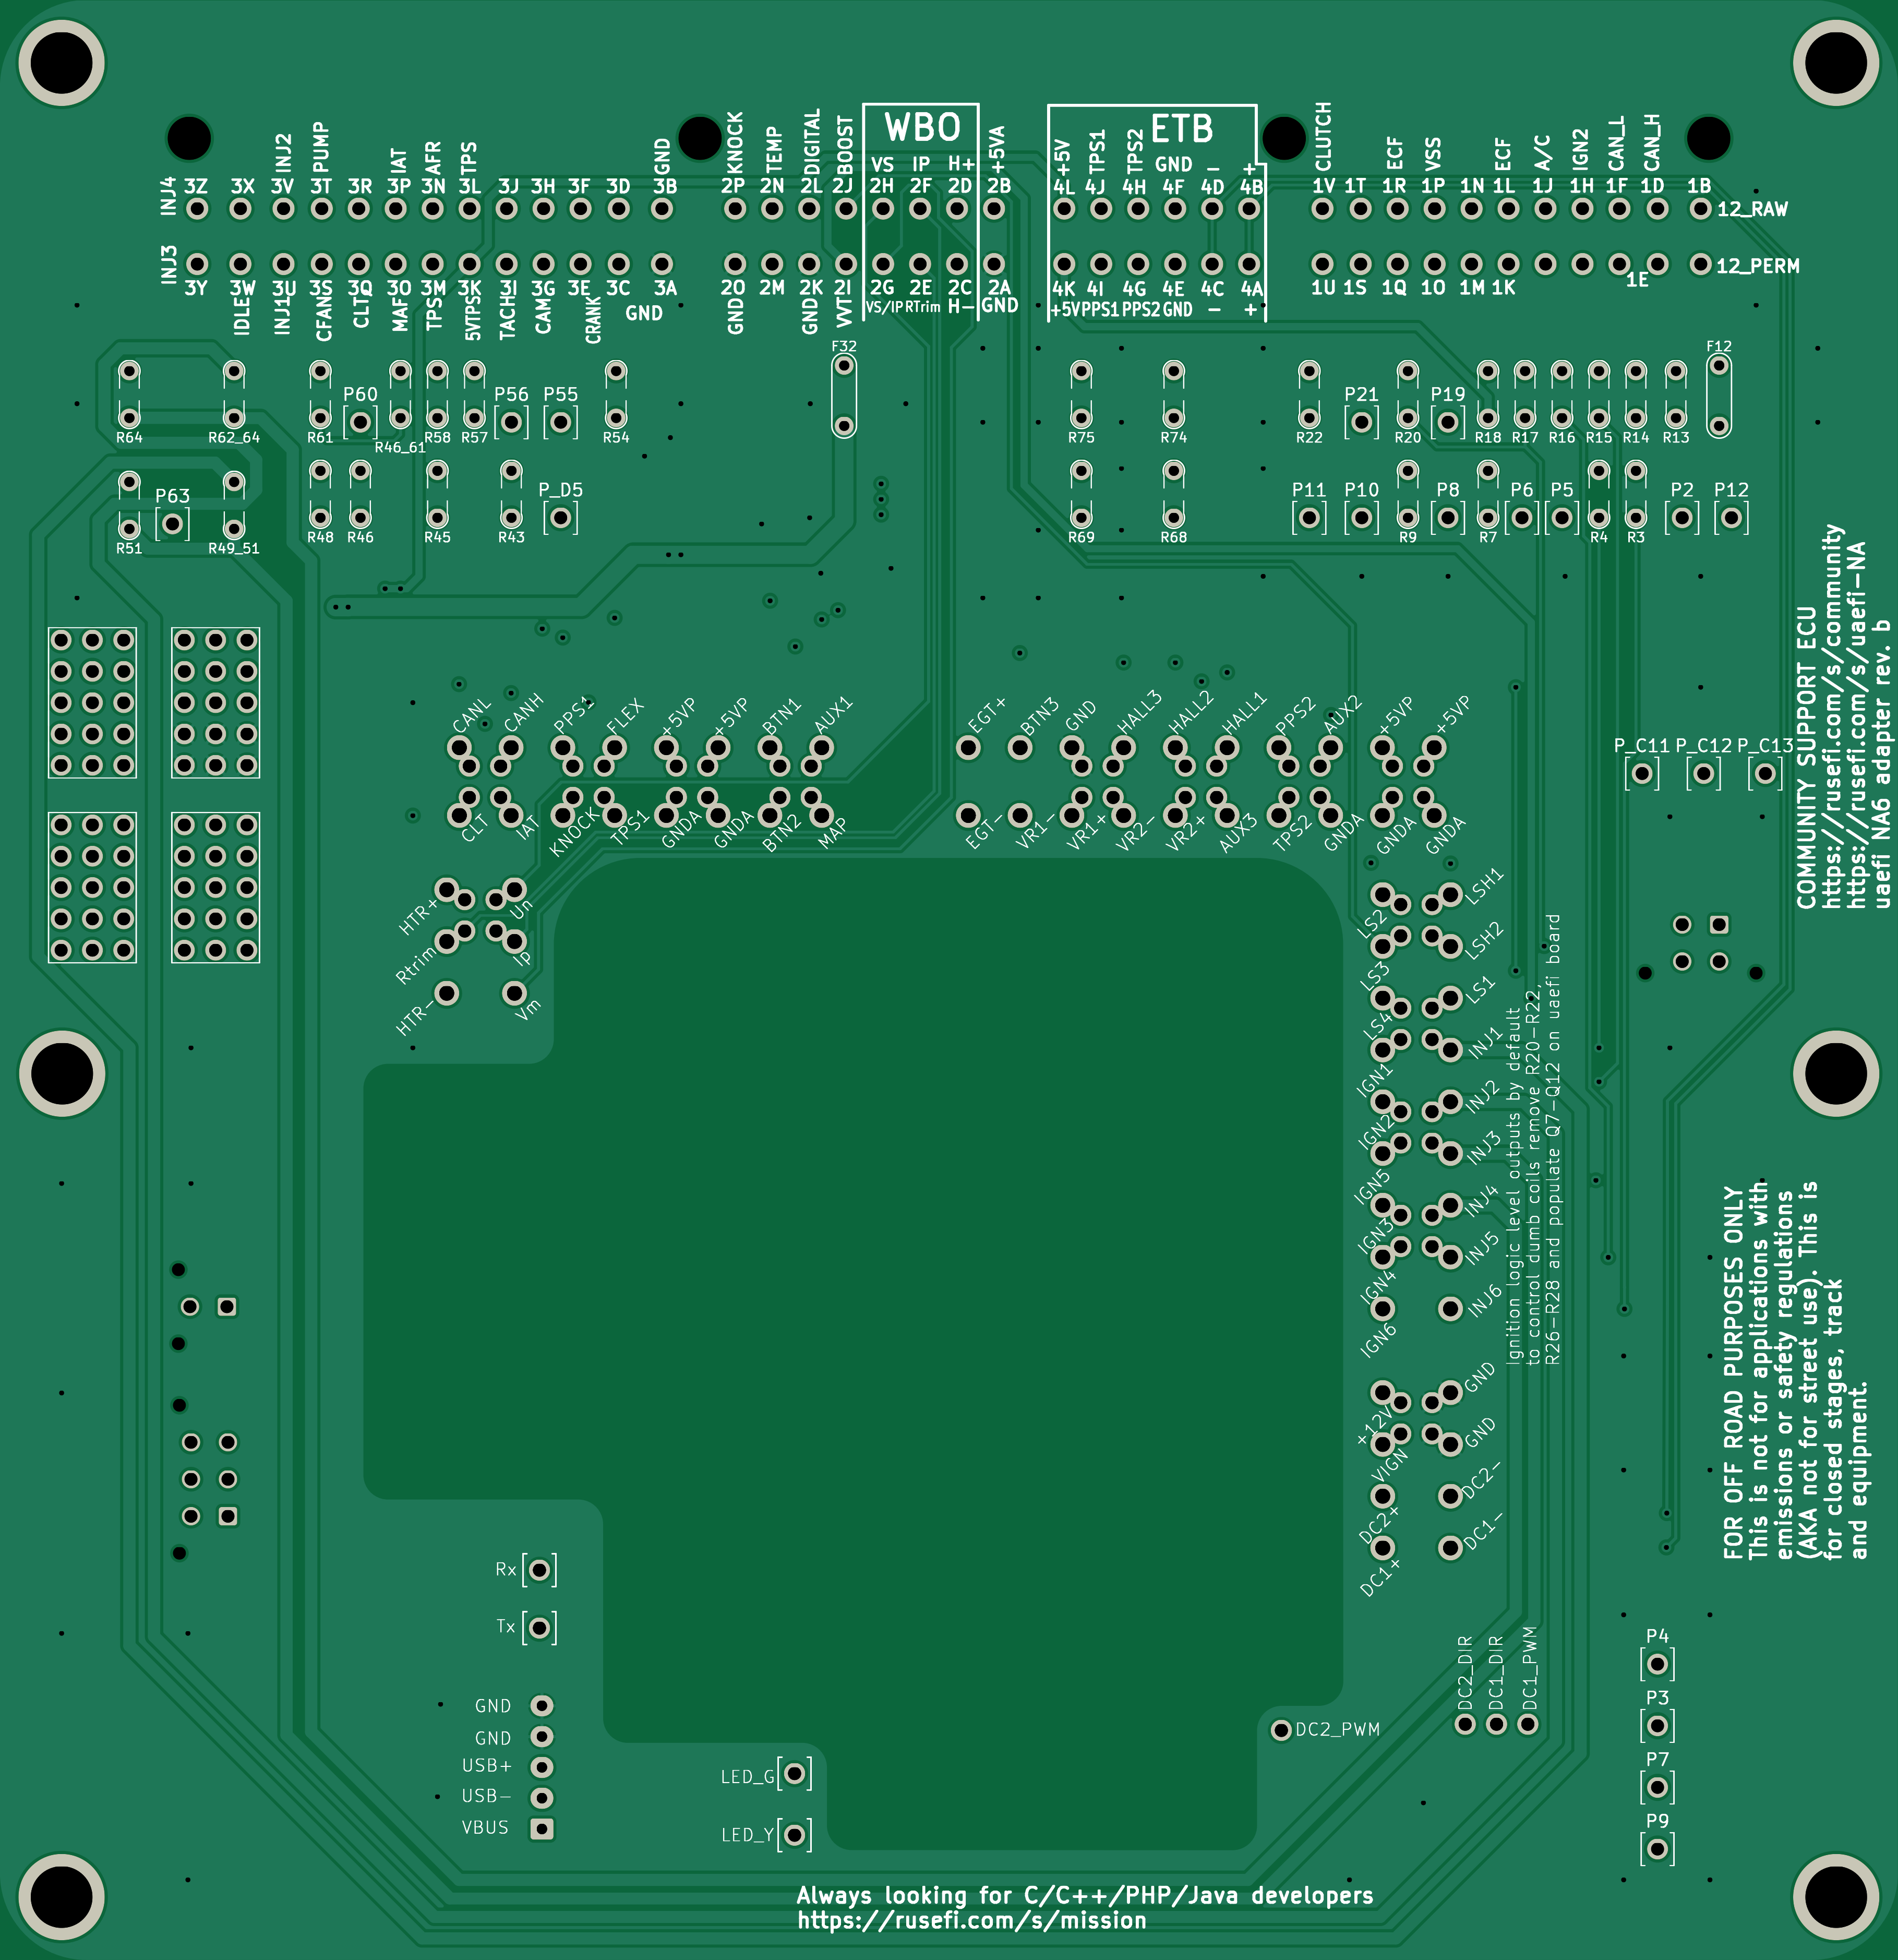 WBO
ETB
INJ4
INJ2
PUMP
IAT
AFR
TPS
GND
KNOCK
TEMP
DIGITAL
BOOST
VS
IP
H+
+5VA
+5V
TPS1
TPS2
GND
-
+
CLUTCH
ECF
VSS
ECF
A/C
IGN2
CAN_L
CAN_H
3Z 3X 3V 3T 3R 3P 3N 3L 3J 3H 3F 3D 3B 2P 2N 2L 2J 2H 2F 2D 2B 4L 4J 4H 4F 4D 4B 1V 1T 1R 1P 1N 1L 1J 1H 1F 1D 1B
12_RAW
INJ3
12_PERM
3Y 3W 3U 3S 3Q 3O 3M 3K 3I 3G 3E 3C 3A 2O 2M 2K 2I 2G 2E 2C 2A 4K 4I 4G 4E 4C 4A 1U 1S 1Q 1O 1M 1K 1E
IDLE
INJ1
CFANS
CLT
MAF
TPS
5VTPS
TACH
CAM
CRANK
GND
GND
GND
VVT
VS/IP
RTrim
H-
GND
+5V
PPS1
PPS2
GND
-
+
F32
F12
P60
P56
P55
P21
P19
R64 R62_64 R61 R46_61 R58 R57 R54 R75 R74 R22 R20 R18 R17 R16 R15 R14 R13
P63
P_D5
P11
P10
P8
P6
P5
P2
P12
R51 R49_51 R48 R46 R45 R43 R69 R68 R9 R7 R4 R3
COMMUNITY SUPPORT ECU
https://rusefi.com/s/community
https://rusefi.com/s/uaefi-NA
uaefi NA6 adapter rev. b
CANL
CANH
PPS1
FLEX
+5VP
+5VP
BTN1
AUX1
EGT+
BTN3
GND
HALL3
HALL2
HALL1
PPS2
AUX2
+5VP
+5VP
P_C11
P_C12
P_C13
CLT
IAT
KNOCK
TPS1
GNDA
GNDA
BTN2
MAP
EGT-
VR1-
VR1+
VR2-
VR2+
AUX3
TPS2
GNDA
GNDA
GNDA
HTR+
Un
Rtrim
Ip
HTR-
Vm
LS2
LSH1
LS3
LSH2
LS4
LS1
IGN1
INJ1
IGN2
INJ2
IGN5
INJ3
IGN3
INJ4
IGN4
INJ5
IGN6
INJ6
+12V
GND
VIGN
GND
DC2+
DC2-
DC1+
DC1-
Ignition logic level outputs by default
to control dumb coils remove R20-R22,
R26-R28 and populate Q7-Q12 on uaefi board
FOR OFF ROAD PURPOSES ONLY
This is not for applications with
emissions or safety regulations
(AKA not for street use). This is
for closed stages, track
and equipment.
Rx
Tx
GND
GND
USB+
USB-
VBUS
LED_G
LED_Y
DC2_PWM
DC2_DIR
DC1_DIR
DC1_PWM
P4
P3
P7
P9
Always looking for C/C++/PHP/Java developers
https://rusefi.com/s/mission